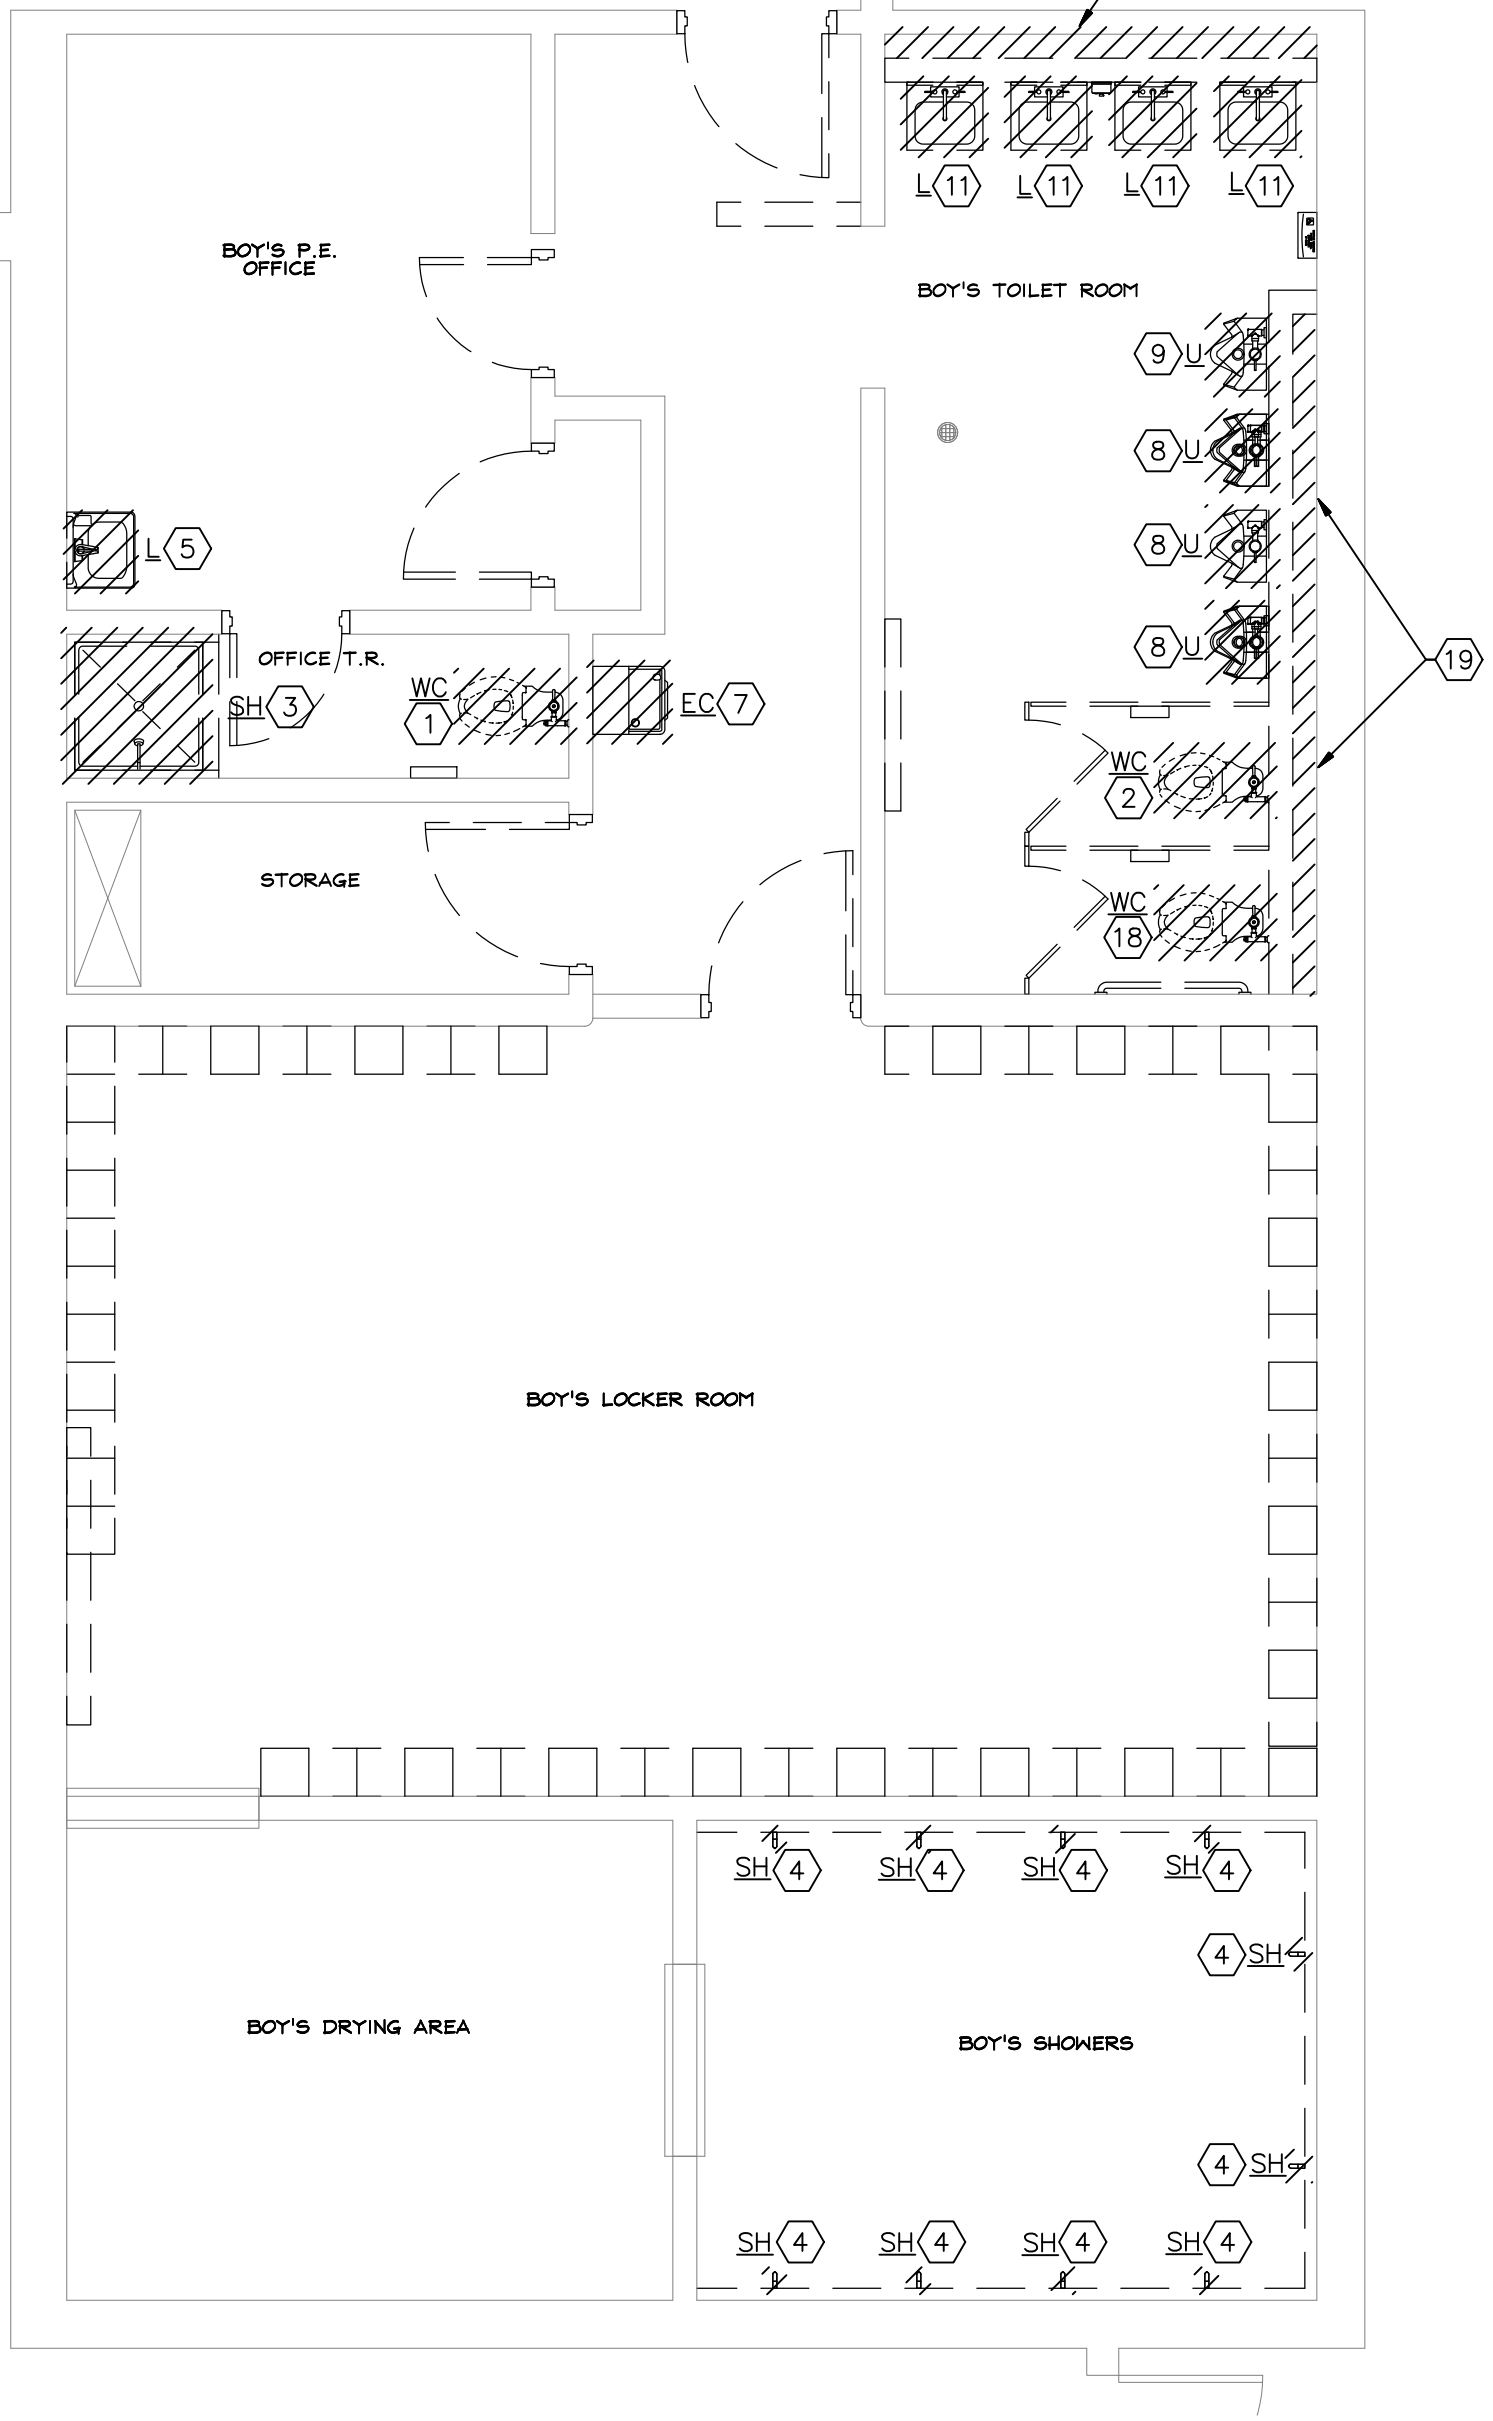 L 11 L 11 L 11 L 11
BOY'S P.E.
OFFICE
BOY'S TOILET ROOM
9 U
8 U
8 U
8 U
L 5
19
OFFICE T.R.
SH 3
WC
1
EC 7
WC
2
STORAGE
WC
18
BOY'S LOCKER ROOM
SH 4 SH 4 SH 4 SH 4
4 SH
BOY'S DRYING AREA
BOY'S SHOWERS
4 SH
SH 4 SH 4 SH 4 SH 4